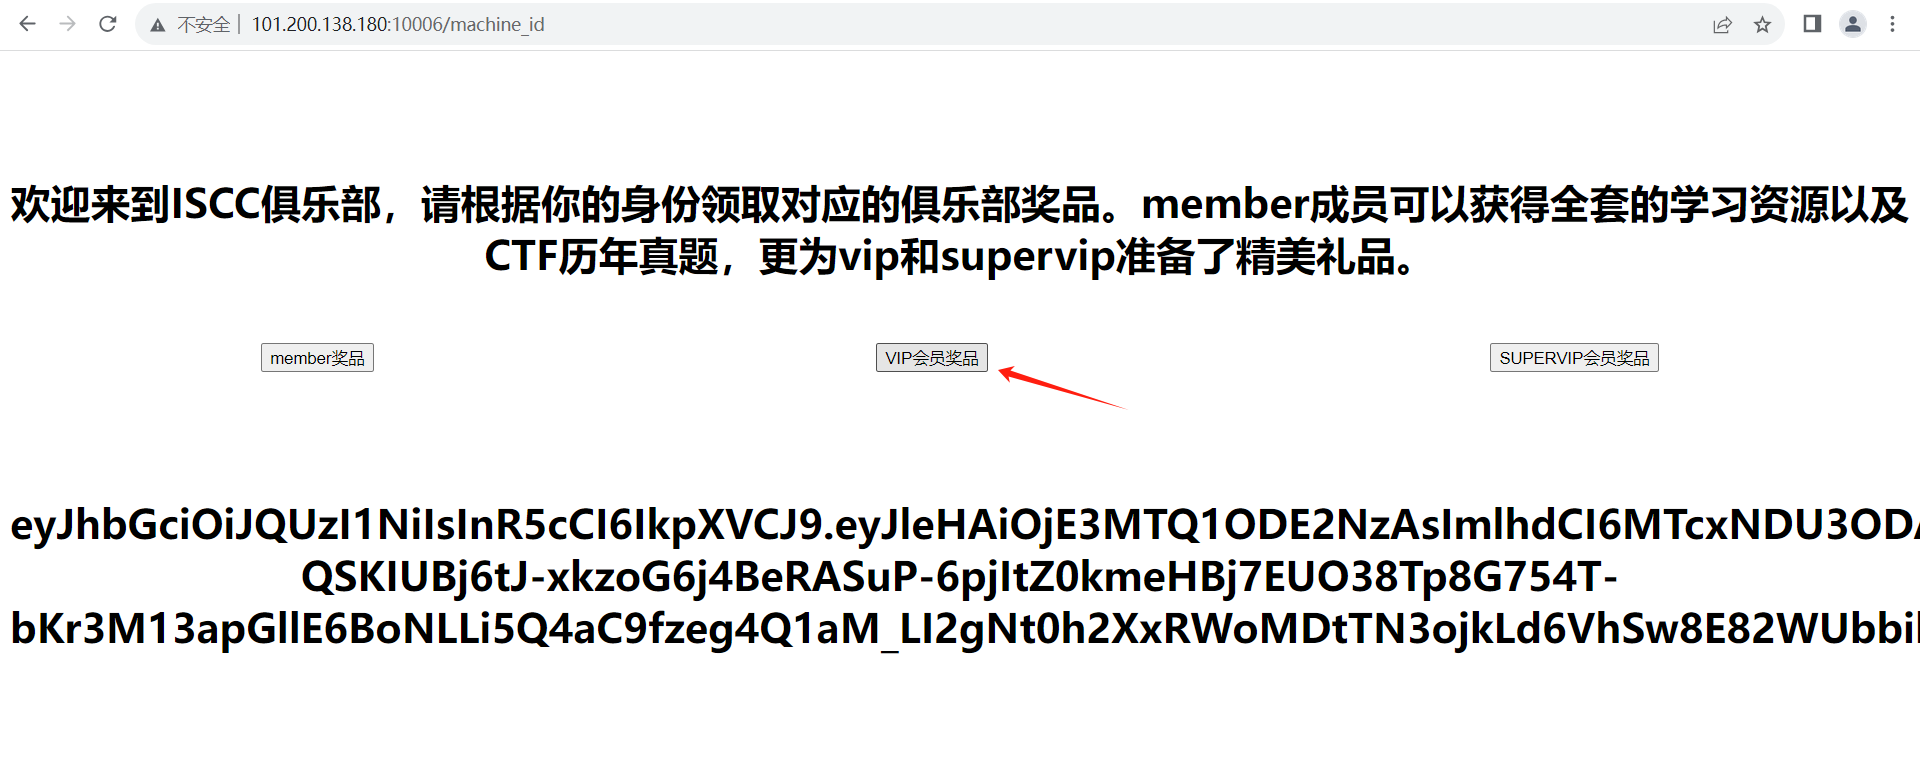 不安全 101.200.138.180:10006/machine_id
欢迎来到ISCC俱乐部，请根据你的身份领取对应的俱乐部奖品。member成员可以获得全套的学习资源以及
CTF历年真题，更为vip和supervip准备了精美礼品。
member奖品 VIP会员奖品 SUPERVIP会员奖品
eyJhbGciOiJQUzI1NiIsInR5cCI6IkpXVCJ9.eyJleHAiOjE3MTQ1ODE2NzAsImlhdCI6MTcxNDU3ODA
QSKIUBj6tJ-xkzoG6j4BeRASuP-6pjItZ0kmeHBj7EUO38Tp8G754T-
bKr3M13apGllE6BoNLLi5Q4aC9fzeg4Q1aM_LI2gNt0h2XxRWoMDtTN3ojkLd6VhSw8E82WUbbil